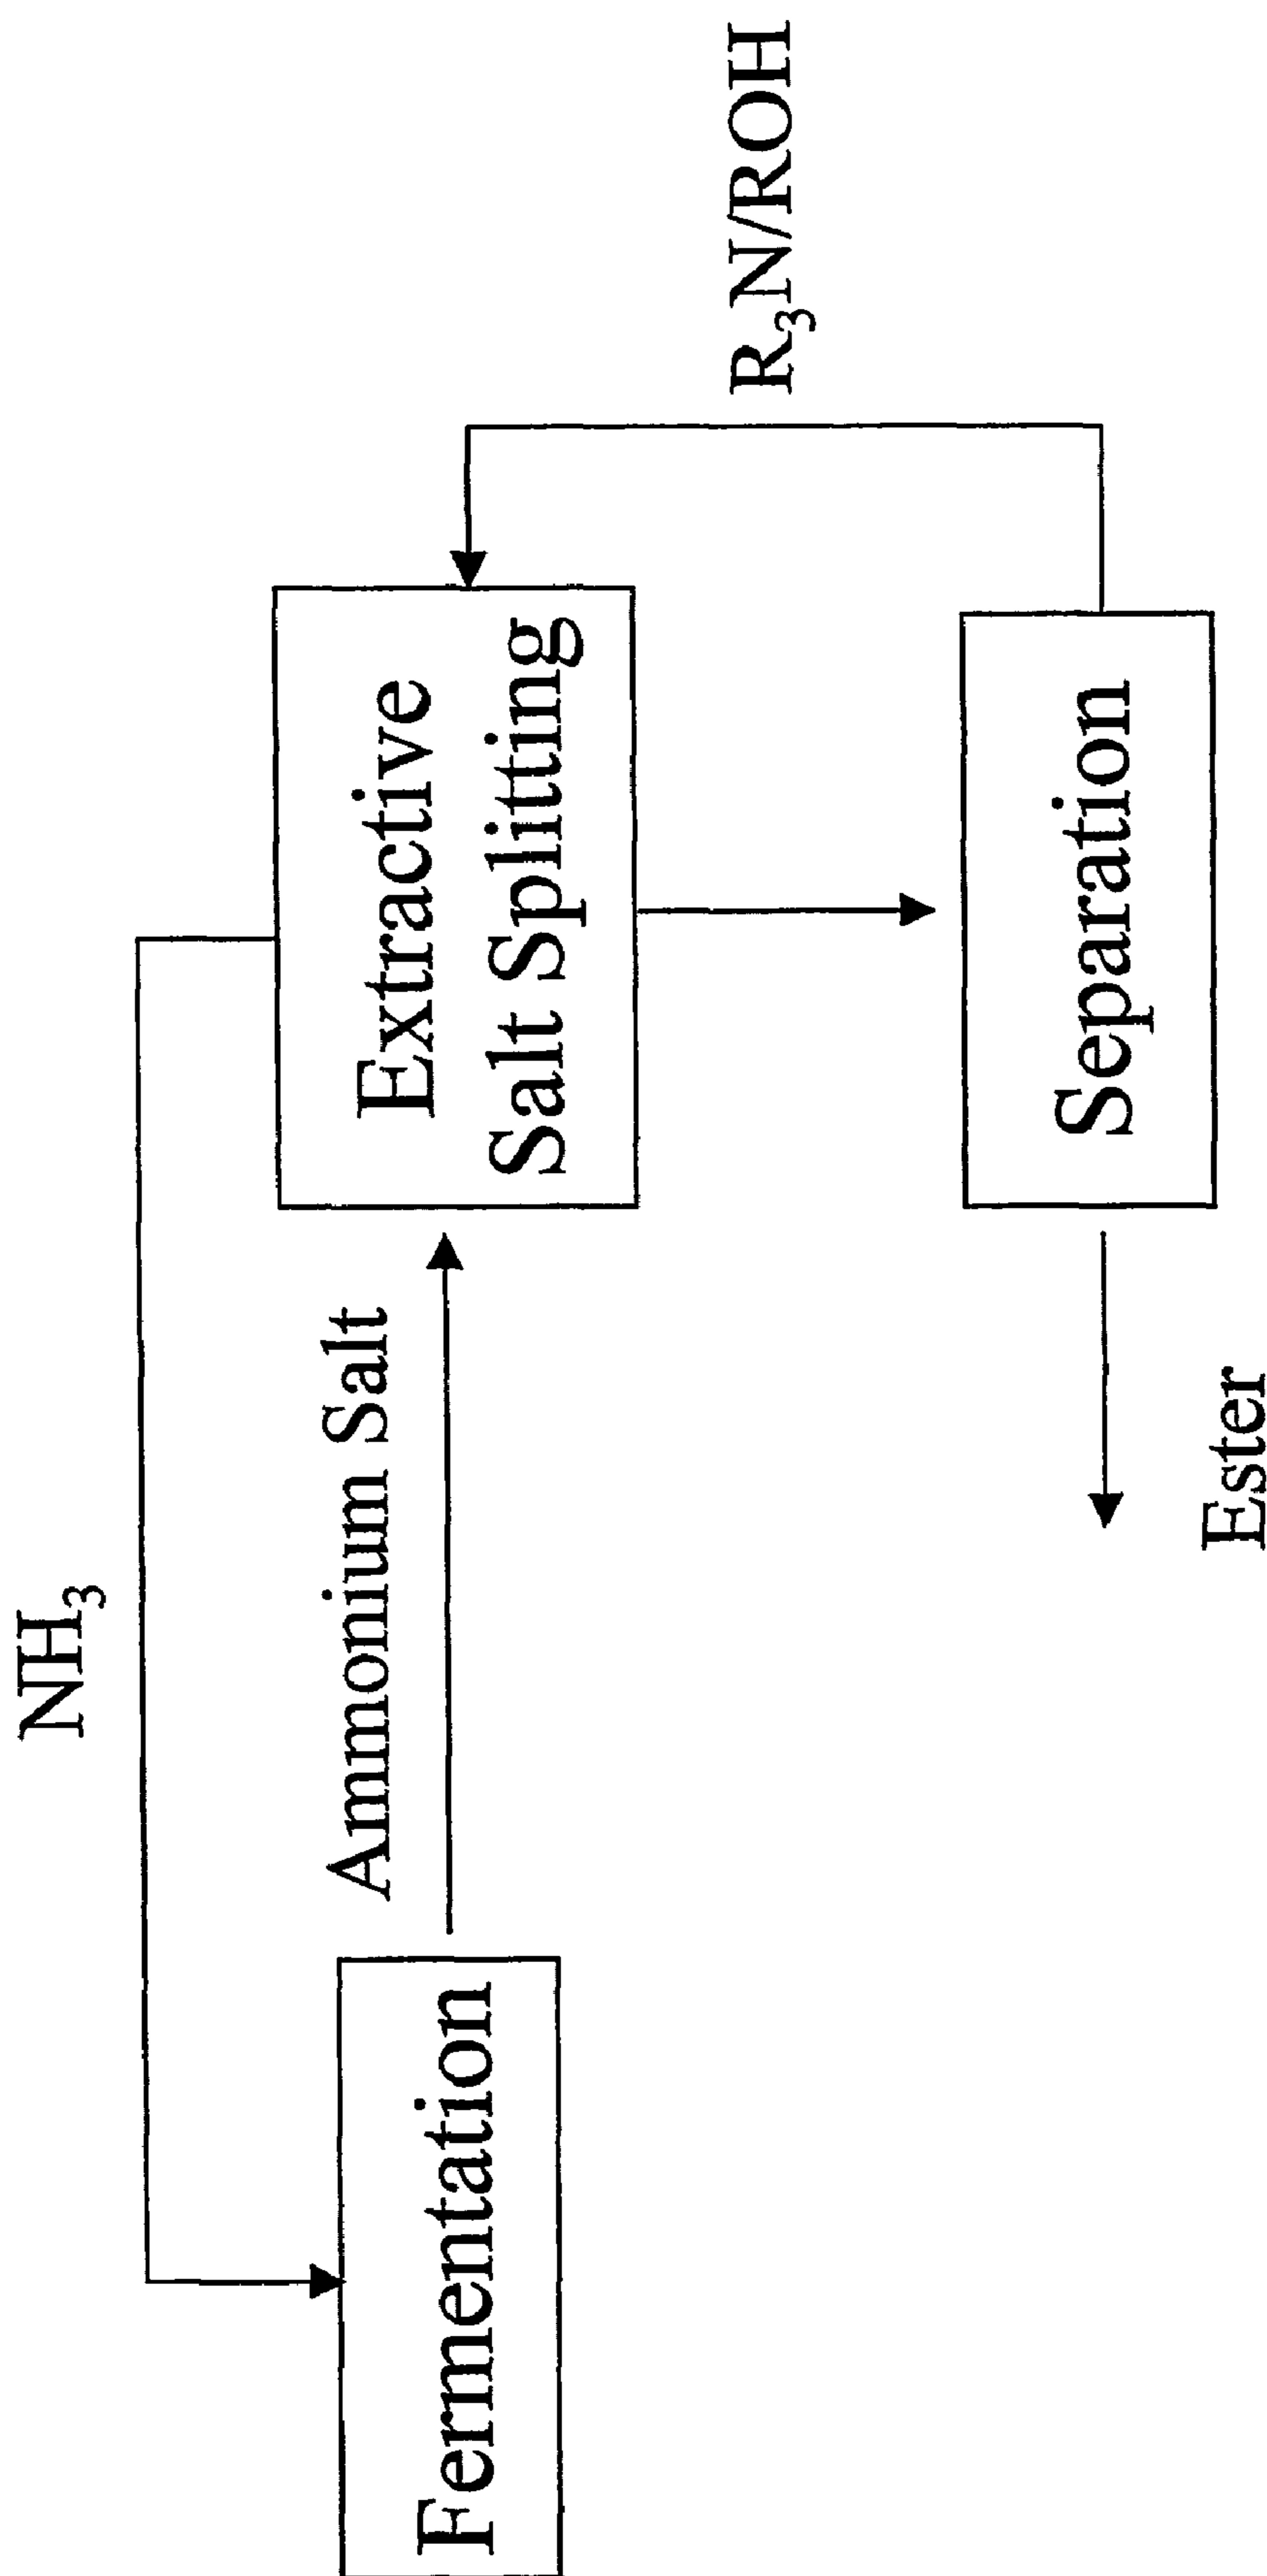 NH₃
Fermentation
Ammonium Salt
Extractive
Salt Splitting
R₃N/ROH
Separation
Ester